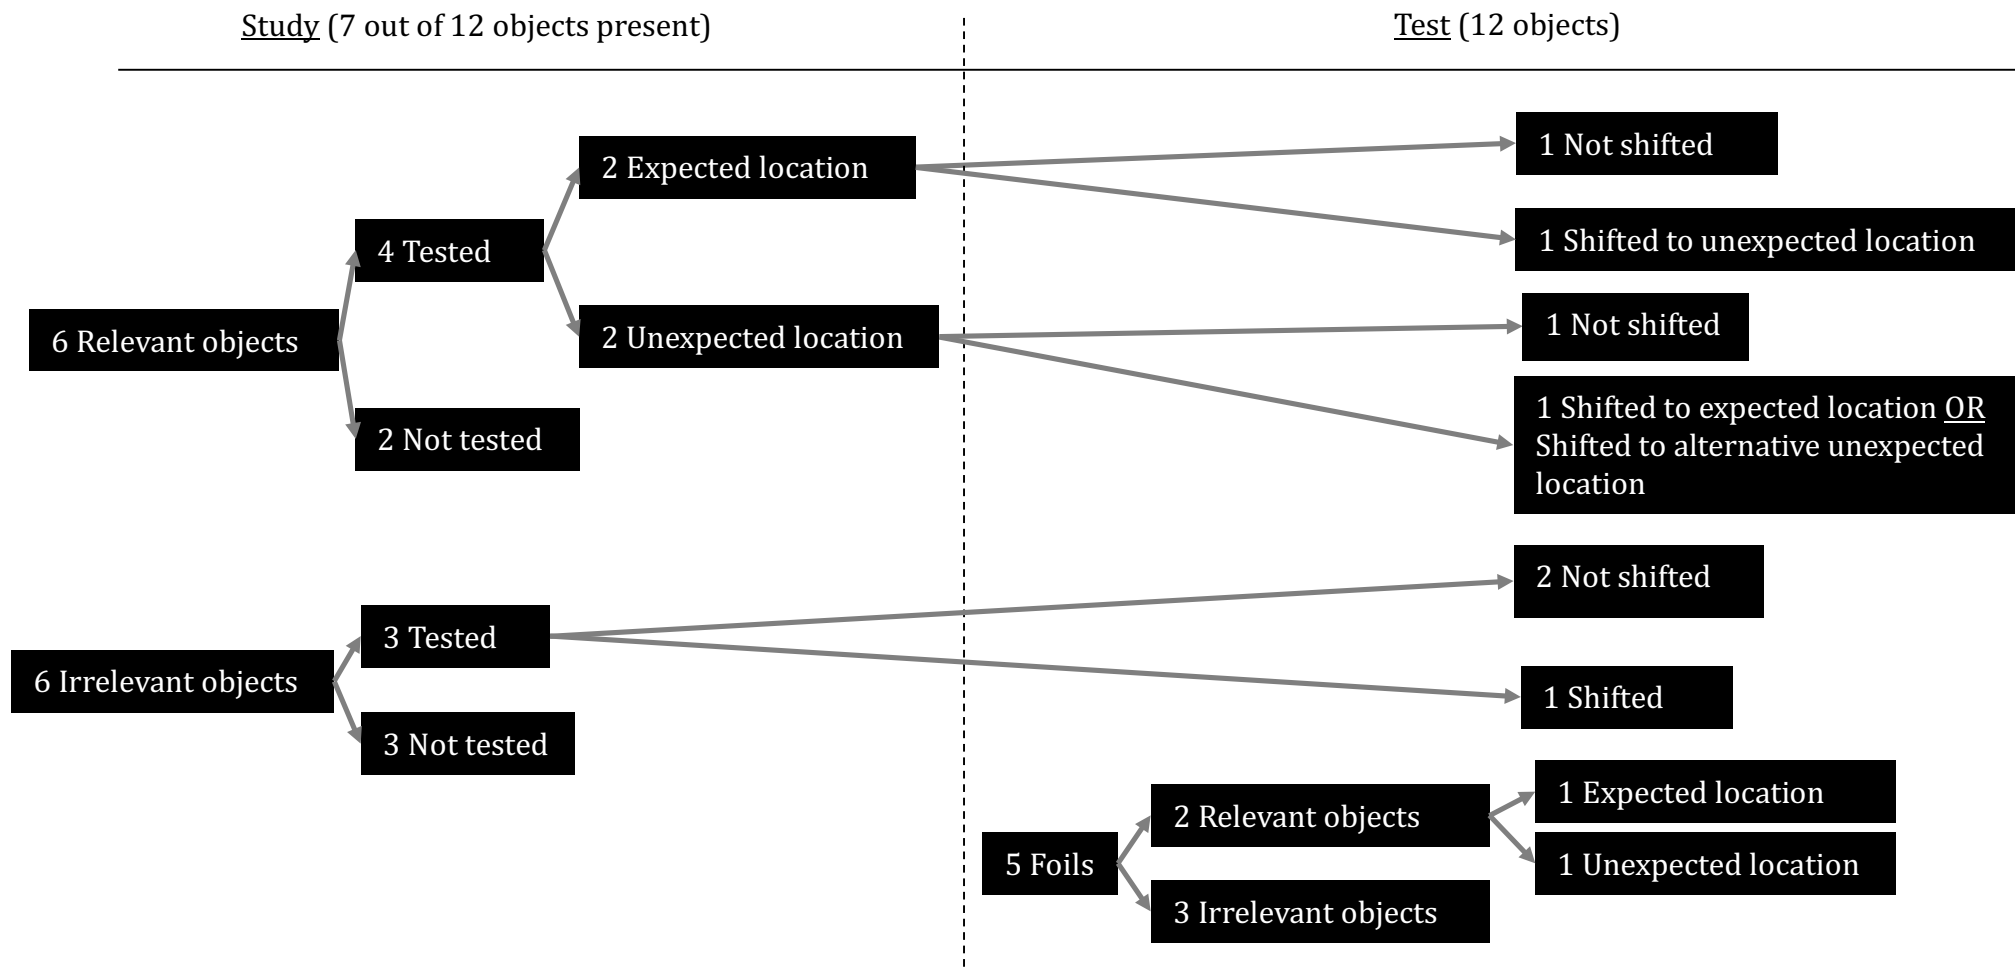 Study (7 out of 12 objects present)
Test (12 objects)
6 Relevant objects
4 Tested
2 Not tested
2 Expected location
2 Unexpected location
1 Not shifted
1 Shifted to unexpected location
1 Not shifted
1 Shifted to expected location OR
Shifted to alternative unexpected
location
6 Irrelevant objects
3 Tested
3 Not tested
2 Not shifted
1 Shifted
5 Foils
2 Relevant objects
3 Irrelevant objects
1 Expected location
1 Unexpected location